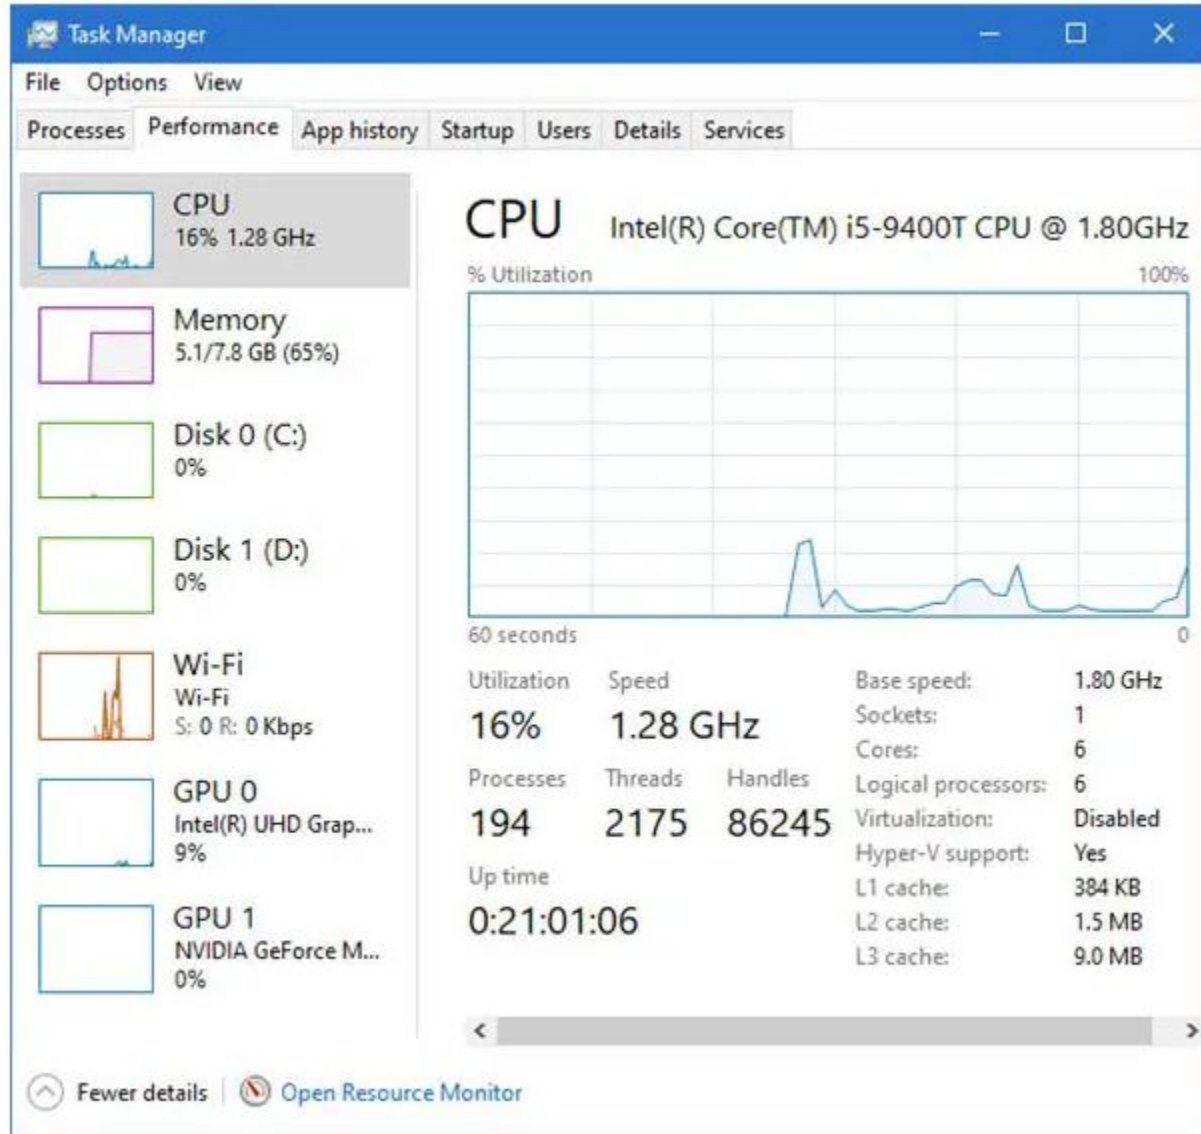 Task Manager
File Options View
Processes Performance App history Startup Users Details Services
CPU
16% 1.28 GHz
Memory
5.1/7.8 GB (65%)
Disk 0 (C:)
0%
Disk 1 (D:)
0%
Wi-Fi
Wi-Fi
S: 0 R: 0 Kbps
GPU 0
Intel(R) UHD Grap...
9%
GPU 1
NVIDIA GeForce M...
0%
CPU Intel(R) Core(TM) i5-9400T CPU @ 1.80GHz
% Utilization 100%
60 seconds 0
Utilization Speed
16% 1.28 GHz
Processes Threads Handles
194 2175 86245
Up time
0:21:01:06
Base speed: 1.80 GHz
Sockets: 1
Cores: 6
Logical processors: 6
Virtualization: Disabled
Hyper-V support: Yes
L1 cache: 384 KB
L2 cache: 1.5 MB
L3 cache: 9.0 MB
Fewer details Open Resource Monitor